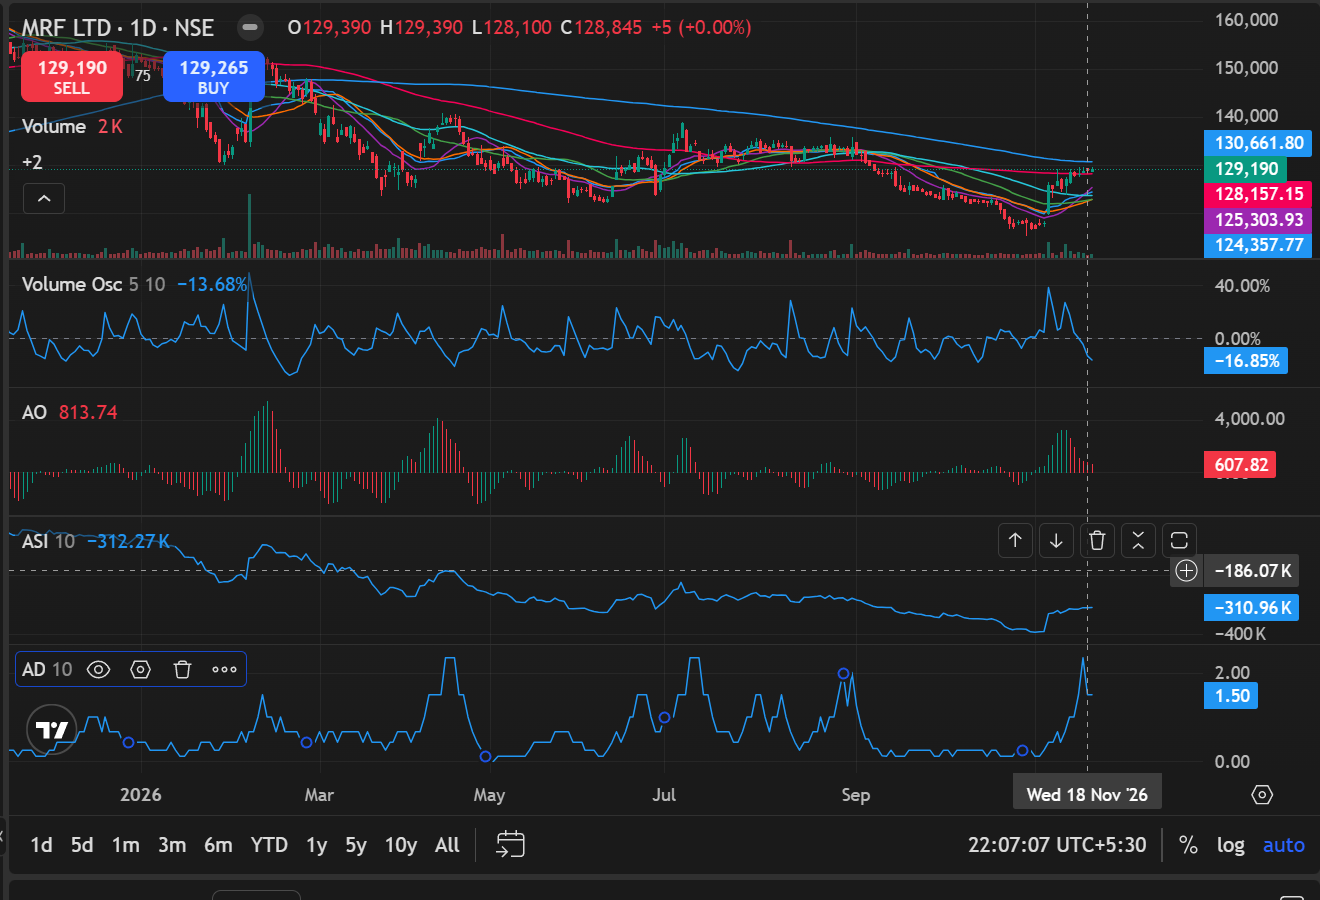 MRF LTD · 1D · NSE O129,390 H129,390 L128,100 C128,845 +5 (+0.00%)
129,190 SELL
75
129,265 BUY
Volume 2K
+2
160,000
150,000
140,000
130,661.80
129,190
128,157.15
125,303.93
124,357.77
Volume Osc 5 10 −13.68%
40.00%
0.00%
−16.85%
AO 813.74
4,000.00
607.82
ASI 10 −312.27K
−186.07K
−310.96K
−400K
AD 10
2.00
1.50
0.00
2026 Mar May Jul Sep Wed 18 Nov '26
1d 5d 1m 3m 6m YTD 1y 5y 10y All
22:07:07 UTC+5:30 % log auto